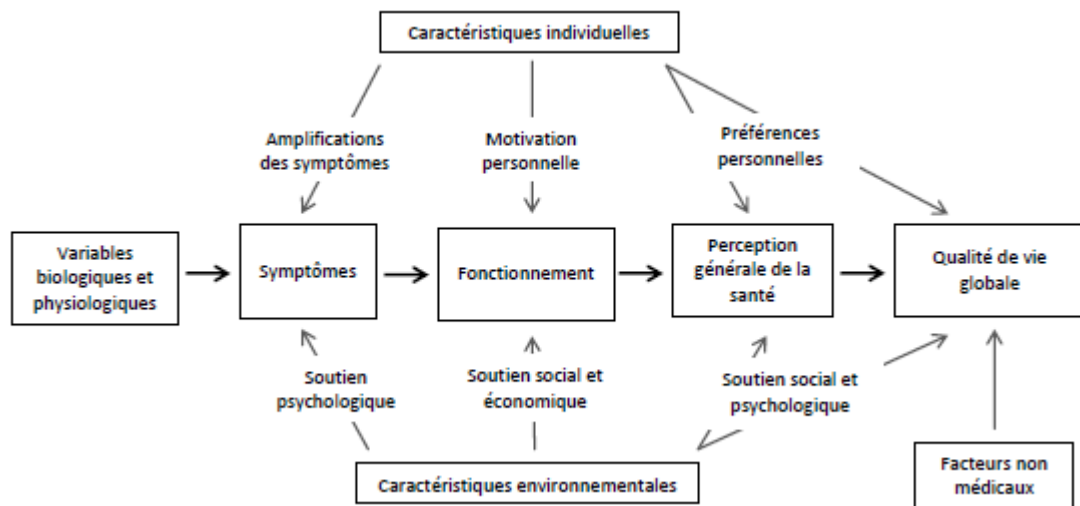 Caractéristiques individuelles
Amplifications
des symptômes
Motivation
personnelle
Préférences
personnelles
Variables
biologiques et
physiologiques
Symptômes
Fonctionnement
Perception
générale de la
santé
Qualité de vie
globale
Soutien
psychologique
Soutien social et
économique
Soutien social et
psychologique
Caractéristiques environnementales
Facteurs non
médicaux